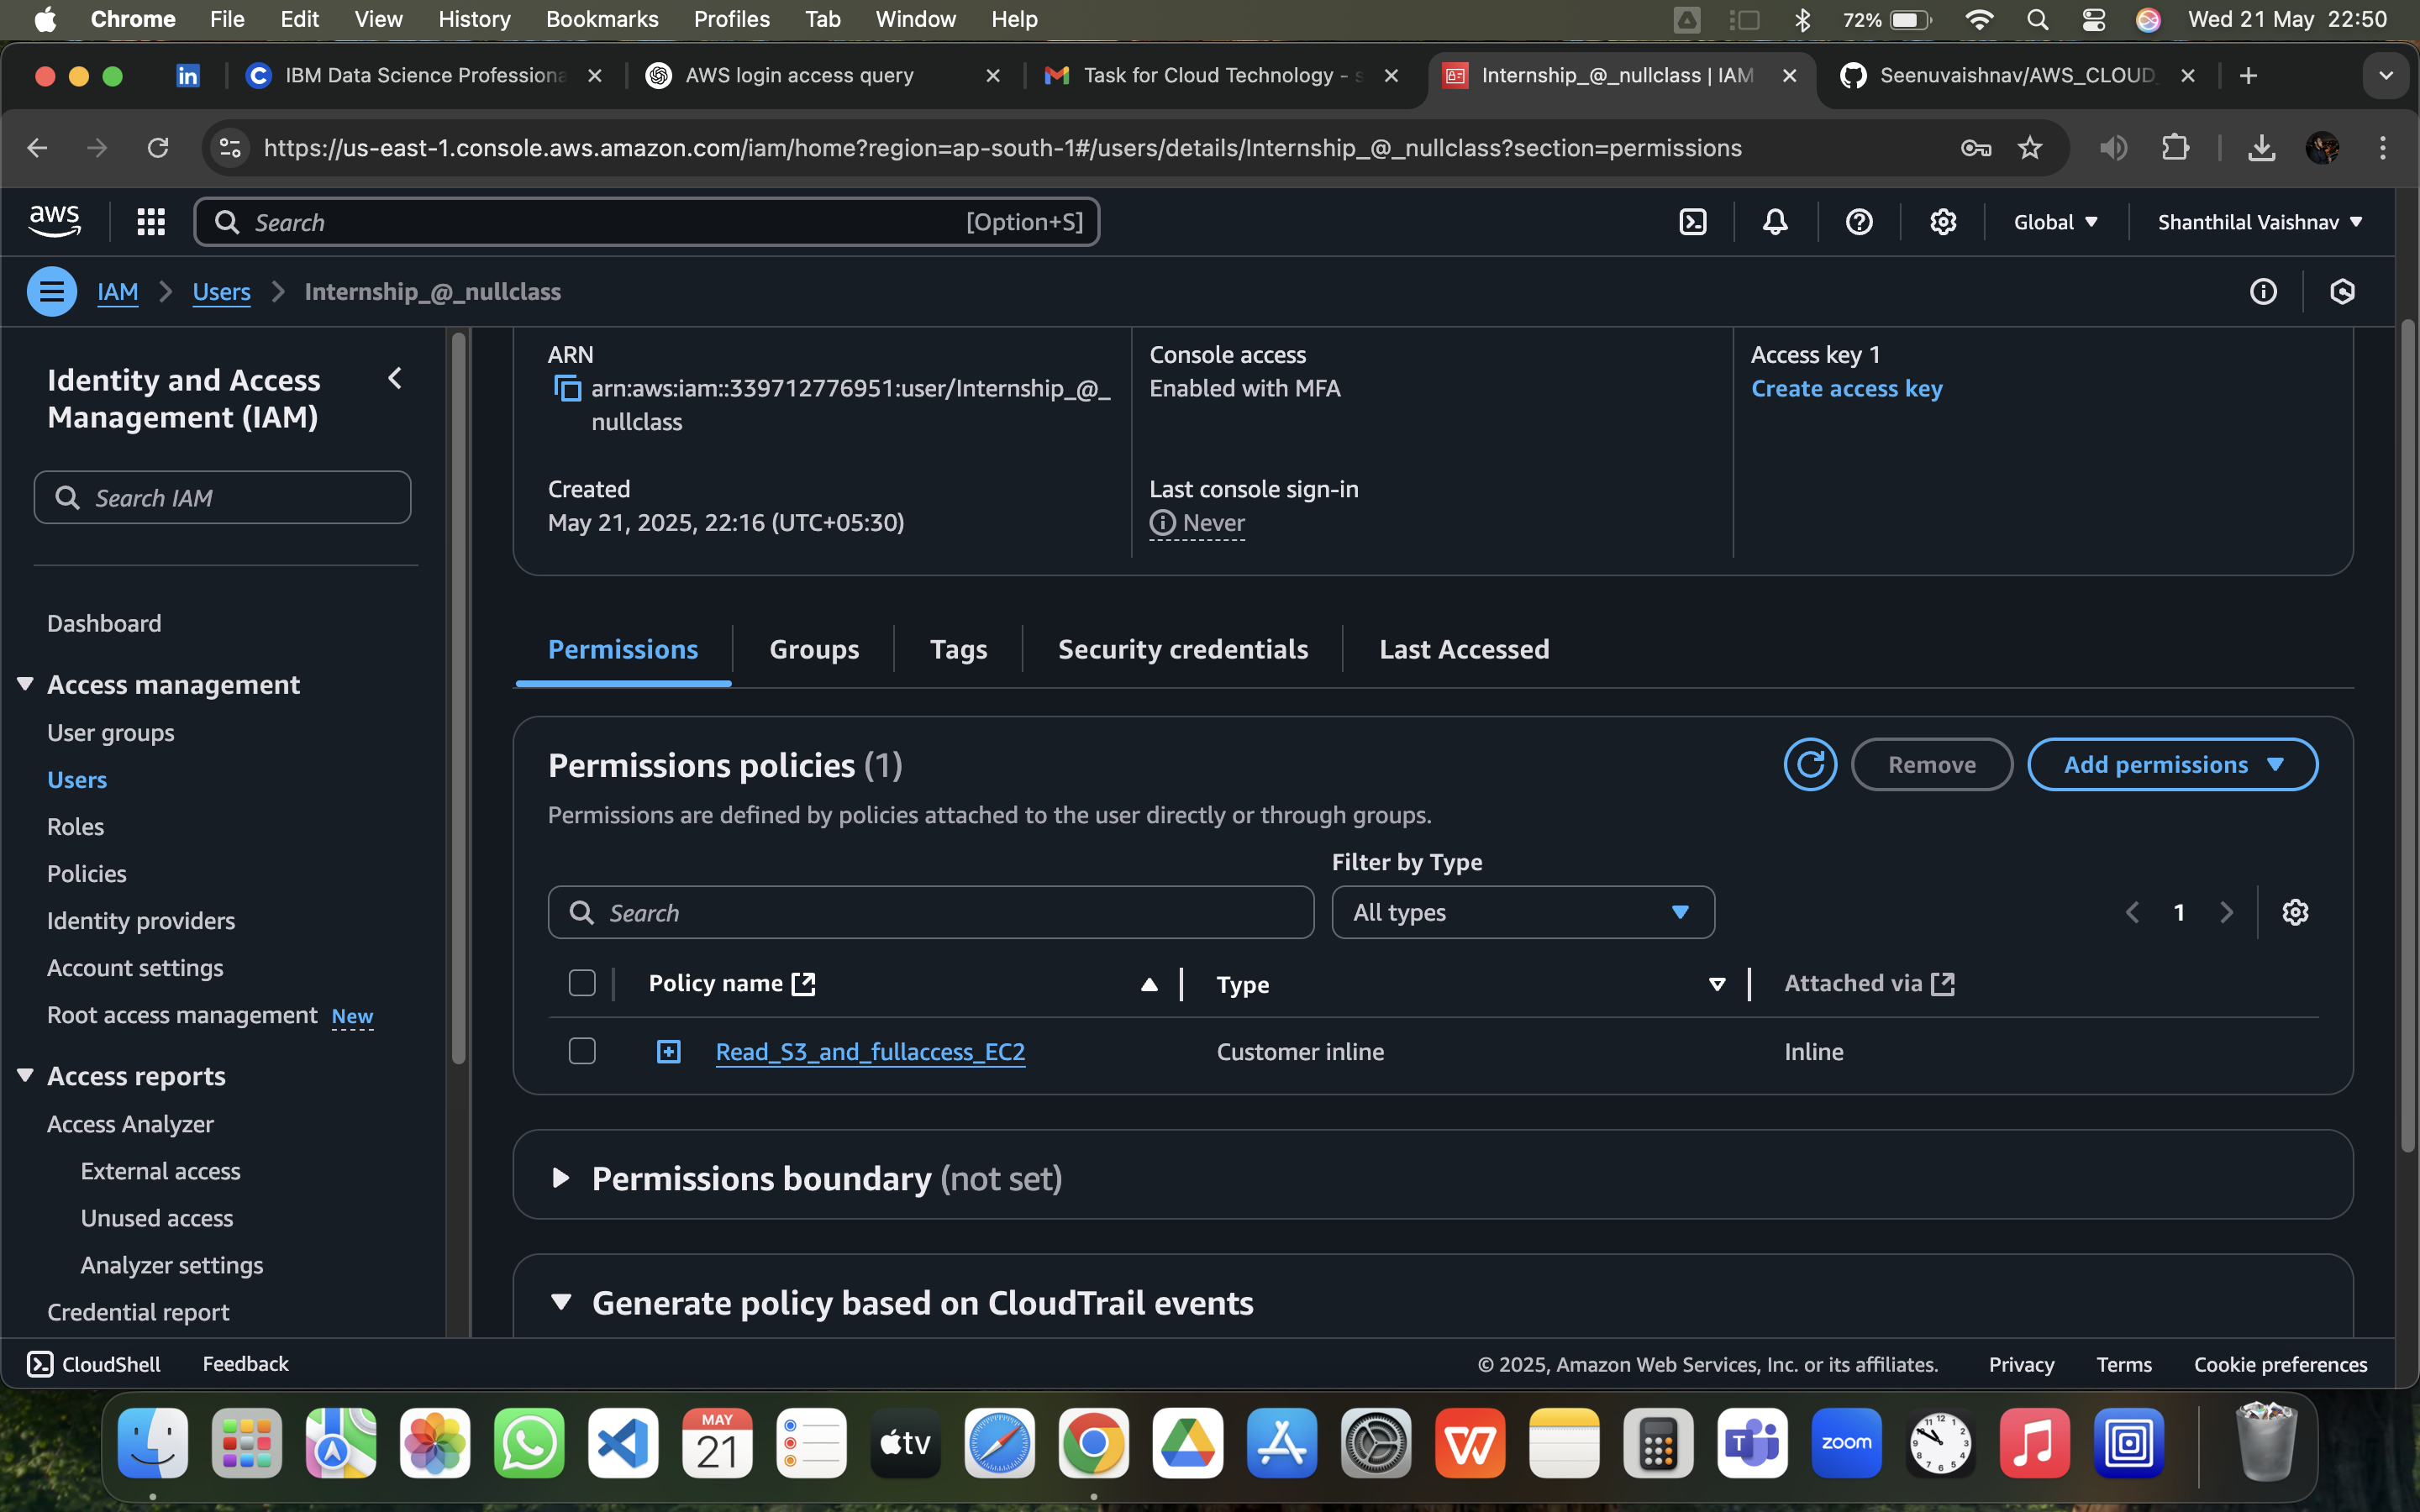 Chrome File Edit View History Bookmarks Profiles Tab Window Help 72% Wed 21 May 22:50
in IBM Data Science Professiona AWS login access query Task for Cloud Technology - Internship_@_nullclass | IAM Seenuvaishnav/AWS_CLOUD
https://us-east-1.console.aws.amazon.com/iam/home?region=ap-south-1#/users/details/Internship_@_nullclass?section=permissions
aws Search [Option+S] Global Shanthilal Vaishnav
IAM Users Internship_@_nullclass
Identity and Access
Management (IAM)
Search IAM
Dashboard
Access management
User groups
Users
Roles
Policies
Identity providers
Account settings
Root access management New
Access reports
Access Analyzer
External access
Unused access
Analyzer settings
Credential report
ARN
arn:aws:iam::339712776951:user/Internship_@_
nullclass
Console access
Enabled with MFA
Access key 1
Create access key
Created
May 21, 2025, 22:16 (UTC+05:30)
Last console sign-in
Never
Permissions Groups Tags Security credentials Last Accessed
Permissions policies (1)
Remove Add permissions
Permissions are defined by policies attached to the user directly or through groups.
Filter by Type
Search All types 1
Policy name Type Attached via
Read_S3_and_fullaccess_EC2 Customer inline Inline
Permissions boundary (not set)
Generate policy based on CloudTrail events
CloudShell Feedback © 2025, Amazon Web Services, Inc. or its affiliates. Privacy Terms Cookie preferences
MAY
21
tv
zoom